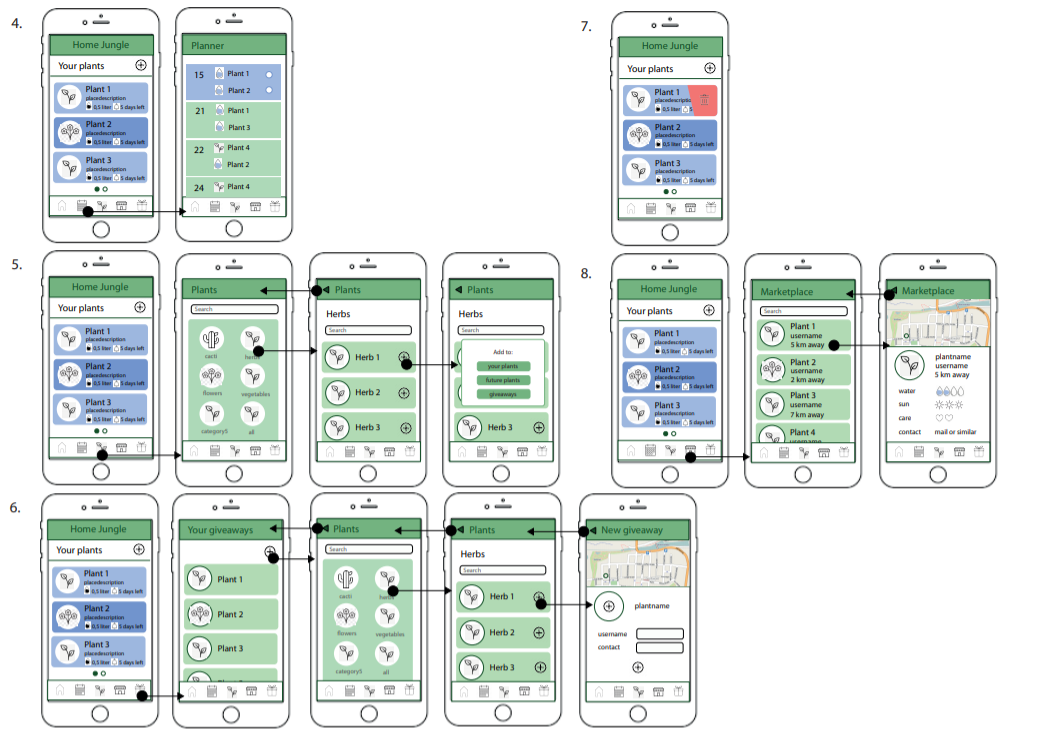 4.
Home Jungle
Your plants
Plant 1
placedescription
0,5 liter 5 days left
Plant 2
placedescription
0,5 liter 5 days left
Plant 3
placedescription
0,5 liter 5 days left
Planner
15 Plant 1
Plant 2
21 Plant 1
Plant 3
22 Plant 4
Plant 2
24 Plant 4
7.
Home Jungle
Your plants
Plant 1
placedescriptio
0,5 liter 5
Plant 2
placedescription
0,5 liter 5 days left
Plant 3
placedescription
0,5 liter 5 days left
5.
Home Jungle
Your plants
Plant 1
placedescription
0,5 liter 5 days left
Plant 2
placedescription
0,5 liter 5 days left
Plant 3
placedescription
0,5 liter 5 days left
Plants
Search
cacti herbs
flowers vegetables
category5 all
Plants
Herbs
Search
Herb 1
Herb 2
Herb 3
Plants
Herbs
Search
Add to:
your plants
future plants
giveaways
Herb 3
8.
Home Jungle
Your plants
Plant 1
placedescription
0,5 liter 5 days left
Plant 2
placedescription
0,5 liter 5 days left
Plant 3
placedescription
0,5 liter 5 days left
Marketplace
Search
Plant 1
username
5 km away
Plant 2
username
2 km away
Plant 3
username
7 km away
Plant 4
username
Marketplace
plantname
username
5 km away
water
sun
care
contact mail or similar
6.
Home Jungle
Your plants
Plant 1
placedescription
0,5 liter 5 days left
Plant 2
placedescription
0,5 liter 5 days left
Plant 3
placedescription
0,5 liter 5 days left
Your giveaways
Plant 1
Plant 2
Plant 3
Plants
Search
cacti herbs
flowers vegetables
category5 all
Plants
Herbs
Search
Herb 1
Herb 2
Herb 3
New giveaway
plantname
username
contact